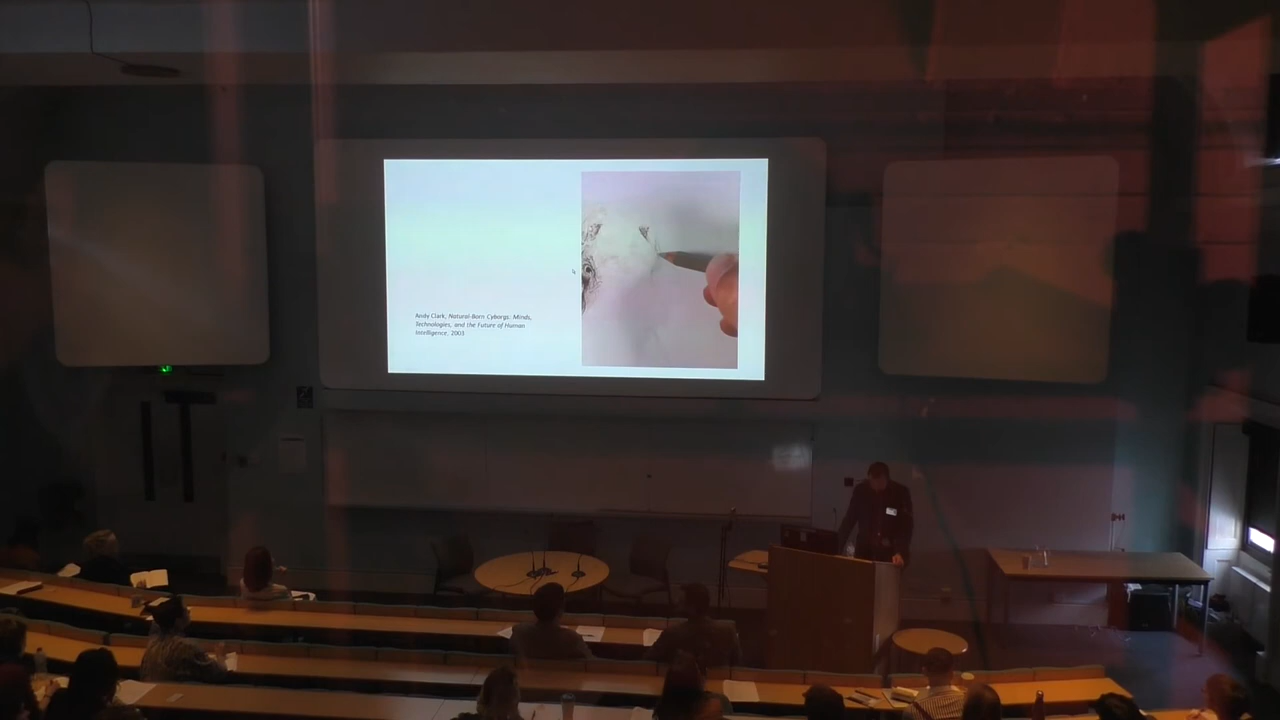 Andy Clark, Natural-Born Cyborgs: Minds,
Technologies, and the Future of Human
Intelligence, 2003